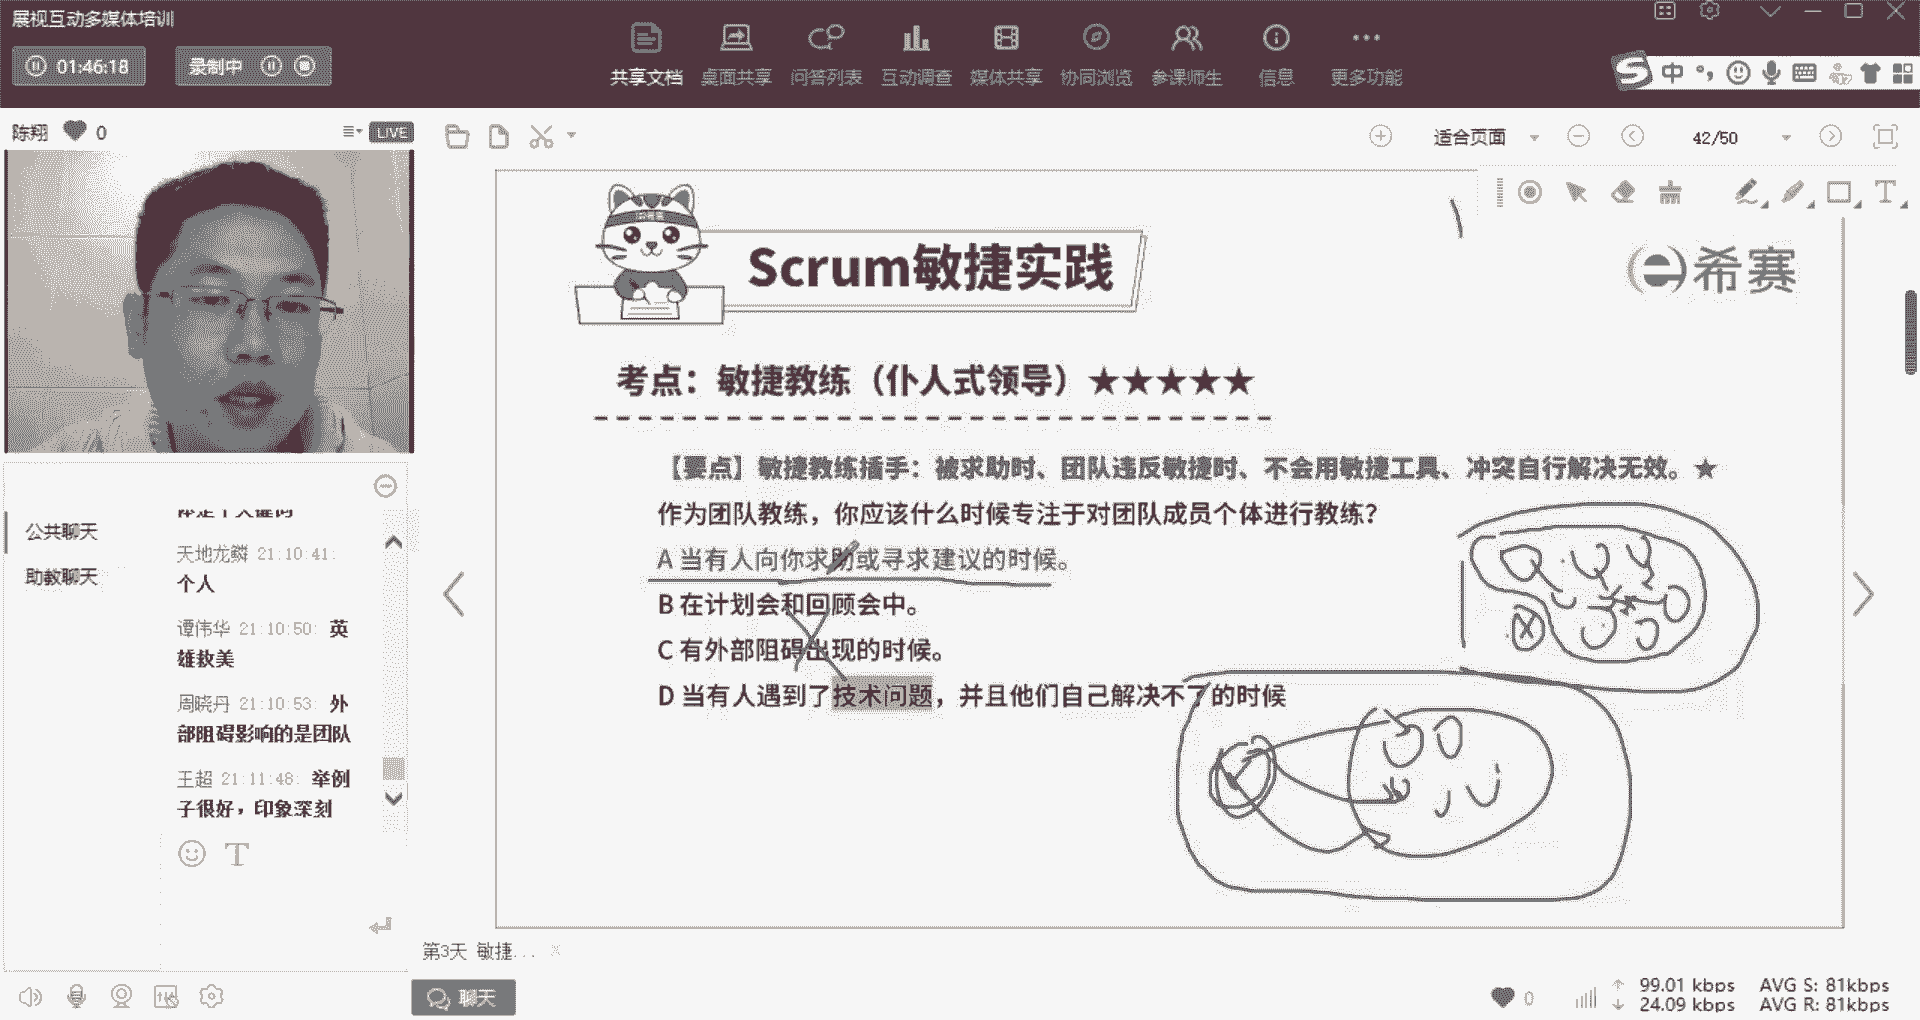 展视互动多媒体培训
01:46:18
录制中
共享文档 桌面共享 问答列表 互动调查 媒体共享 协同浏览 参课师生 信息 更多功能
中
陈翔 0
LIVE
适合页面
42/50
T
Scrum敏捷实践
希赛
考点：敏捷教练（仆人式领导）★★★★★
【要点】敏捷教练插手：被求助时、团队违反敏捷时、不会用敏捷工具、冲突自行解决无效。★
作为团队教练，你应该什么时候专注于对团队成员个体进行教练？
A 当有人向你求助或寻求建议的时候。
B 在计划会和回顾会中。
C 有外部阻碍出现的时候。
D 当有人遇到了技术问题，并且他们自己解决不了的时候
公共聊天
助教聊天
天地龙鳞 21:10:41:
个人
谭伟华 21:10:50: 英
雄救美
周晓丹 21:10:53: 外
部阻碍影响的是团队
王超 21:11:48: 举例
子很好，印象深刻
T
第3天 敏捷...
聊天
0
99.01 kbps AVG S: 81kbps
24.09 kbps AVG R: 81kbps